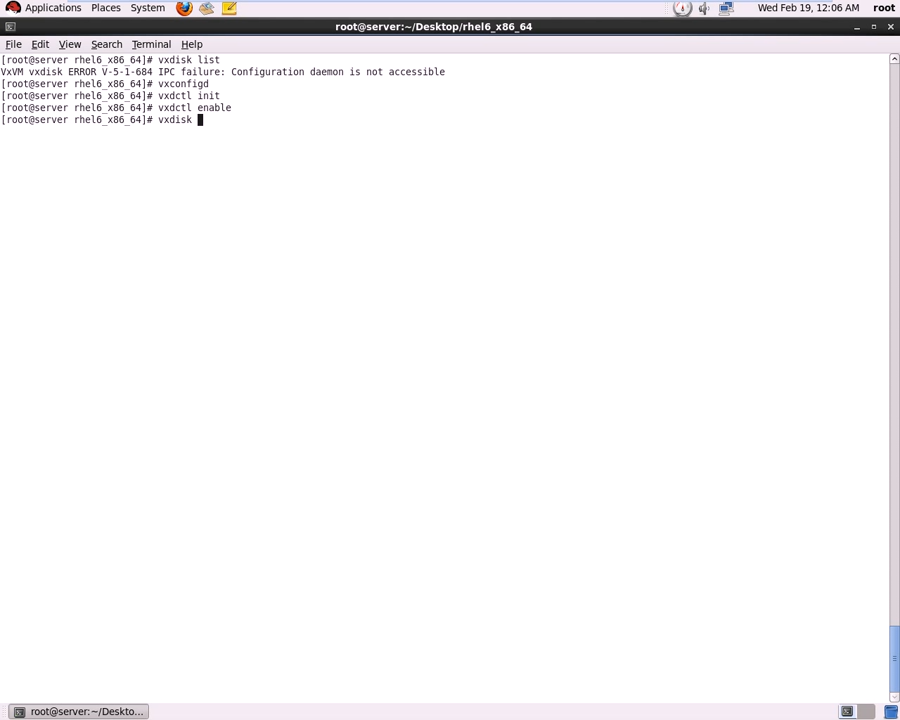 Applications Places System Wed Feb 19, 12:06 AM root
root@server:~/Desktop/rhel6_x86_64
File Edit View Search Terminal Help
[root@server rhel6_x86_64]# vxdisk list
VxVM vxdisk ERROR V-5-1-684 IPC failure: Configuration daemon is not accessible
[root@server rhel6_x86_64]# vxconfigd
[root@server rhel6_x86_64]# vxdctl init
[root@server rhel6_x86_64]# vxdctl enable
[root@server rhel6_x86_64]# vxdisk
root@server:~/Deskto...